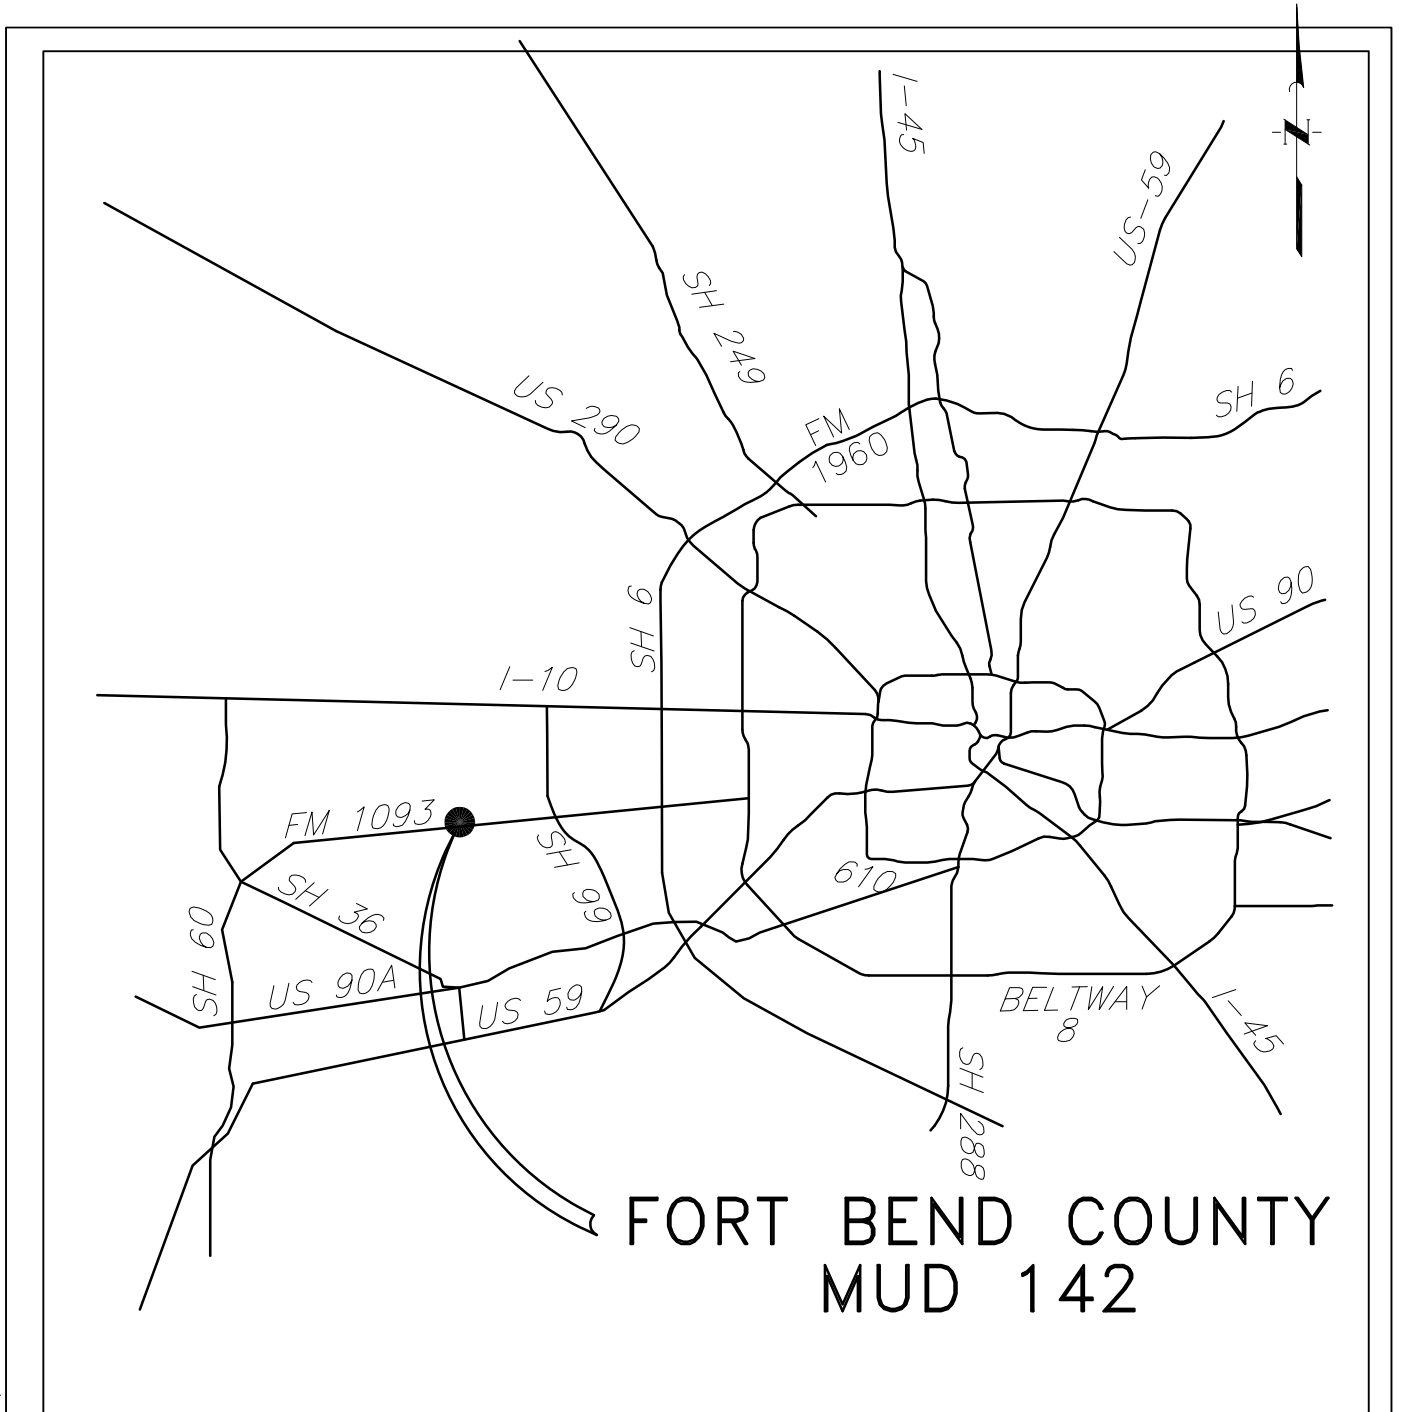 I-45
N
US-59
SH 249
US 290
SH 6
FM
1960
US 90
SH 6
I-10
FM 1093
SH 99
SH 36
610
SH 60
US 90A
US 59
BELTWAY
8
I-45
SH 288
FORT BEND COUNTY
MUD 142